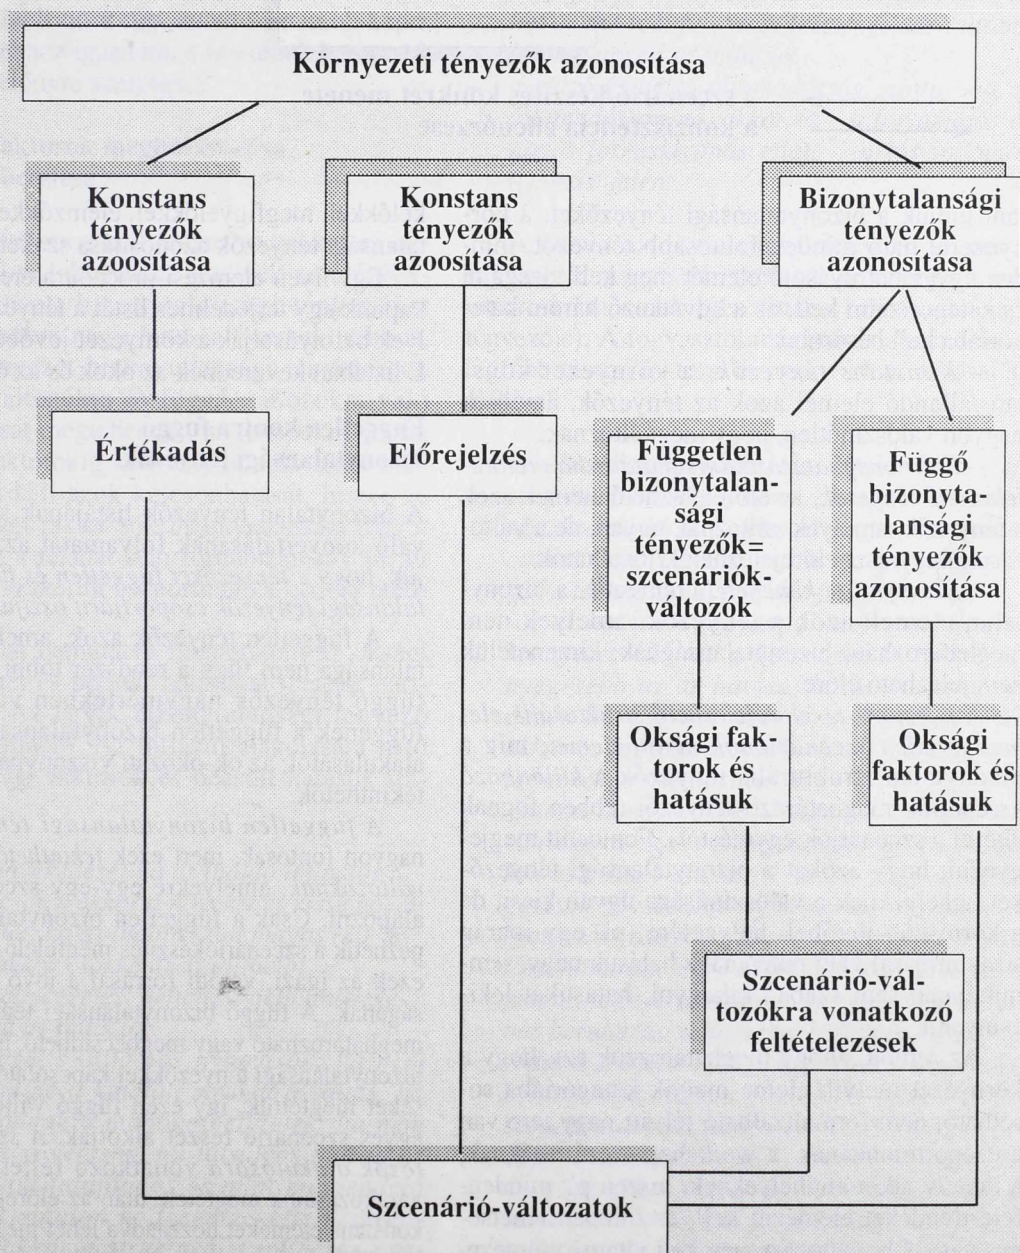 Környezeti tényezők azonosítása
Konstans
tényezők
azoosítása
Konstans
tényezők
azoosítása
Bizonytalansági
tényezők
azonosítása
Értékadás
Előrejelzés
Független
bizonytalan-
sági
tényezők=
szcenáriók-
változók
Függő
bizonyta-
lansági
tényezők
azonosítása
Oksági fak-
torok és
hatásuk
Oksági
faktorok és
hatásuk
Szcenárió-vál-
tozókra vonatkozó
feltételezések
Szcenárió-változatok